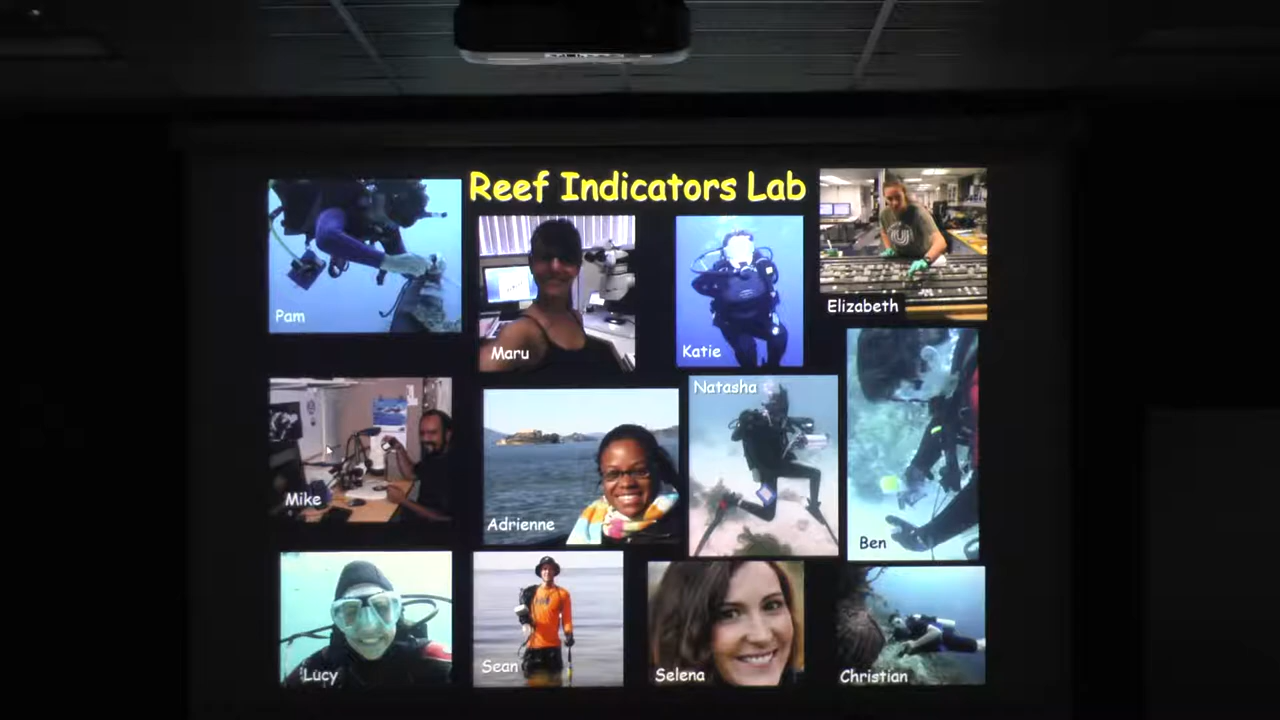 Reef Indicators Lab
Pam
Maru
Katie
Elizabeth
Mike
Adrienne
Natasha
Ben
Lucy
Sean
Selena
Christian